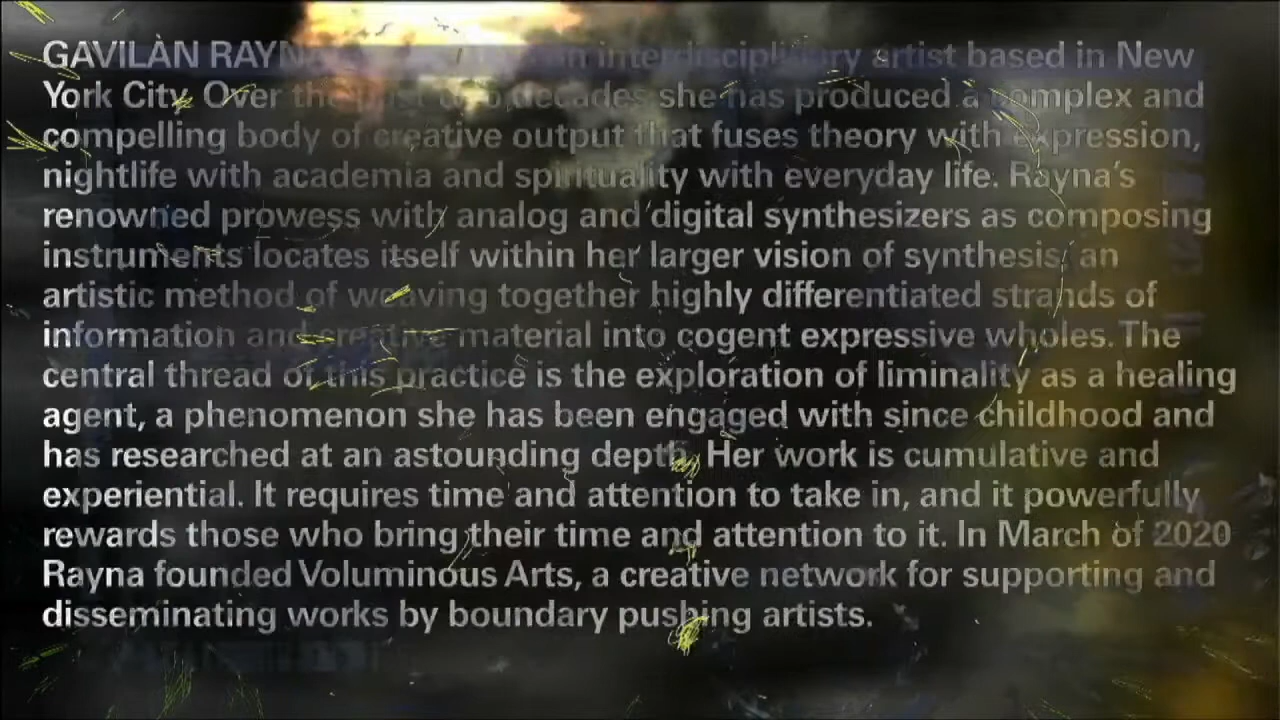 GAVILÀN RAYN interdisciplinary artist based in New
York City. Over the past two decades she has produced a complex and
compelling body of creative output that fuses theory with expression,
nightlife with academia and spirituality with everyday life. Rayna's
renowned prowess with analog and digital synthesizers as composing
instruments locates itself within her larger vision of synthesis, an
artistic method of weaving together highly differentiated strands of
information and creative material into cogent expressive wholes. The
central thread of this practice is the exploration of liminality as a healing
agent, a phenomenon she has been engaged with since childhood and
has researched at an astounding depth. Her work is cumulative and
experiential. It requires time and attention to take in, and it powerfully
rewards those who bring their time and attention to it. In March of 2020
Rayna founded Voluminous Arts, a creative network for supporting and
disseminating works by boundary pushing artists.